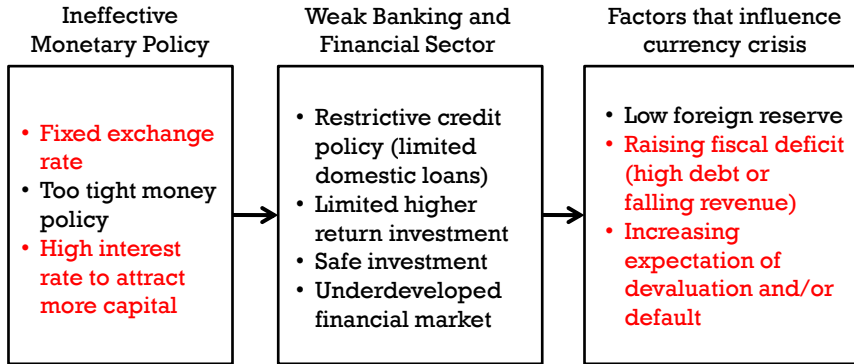 Ineffective
Monetary Policy
• Fixed exchange
rate
• Too tight money
policy
• High interest
rate to attract
more capital
Weak Banking and
Financial Sector
• Restrictive credit
policy (limited
domestic loans)
• Limited higher
return investment
• Safe investment
• Underdeveloped
financial market
Factors that influence
currency crisis
• Low foreign reserve
• Raising fiscal deficit
(high debt or
falling revenue)
• Increasing
expectation of
devaluation and/or
default